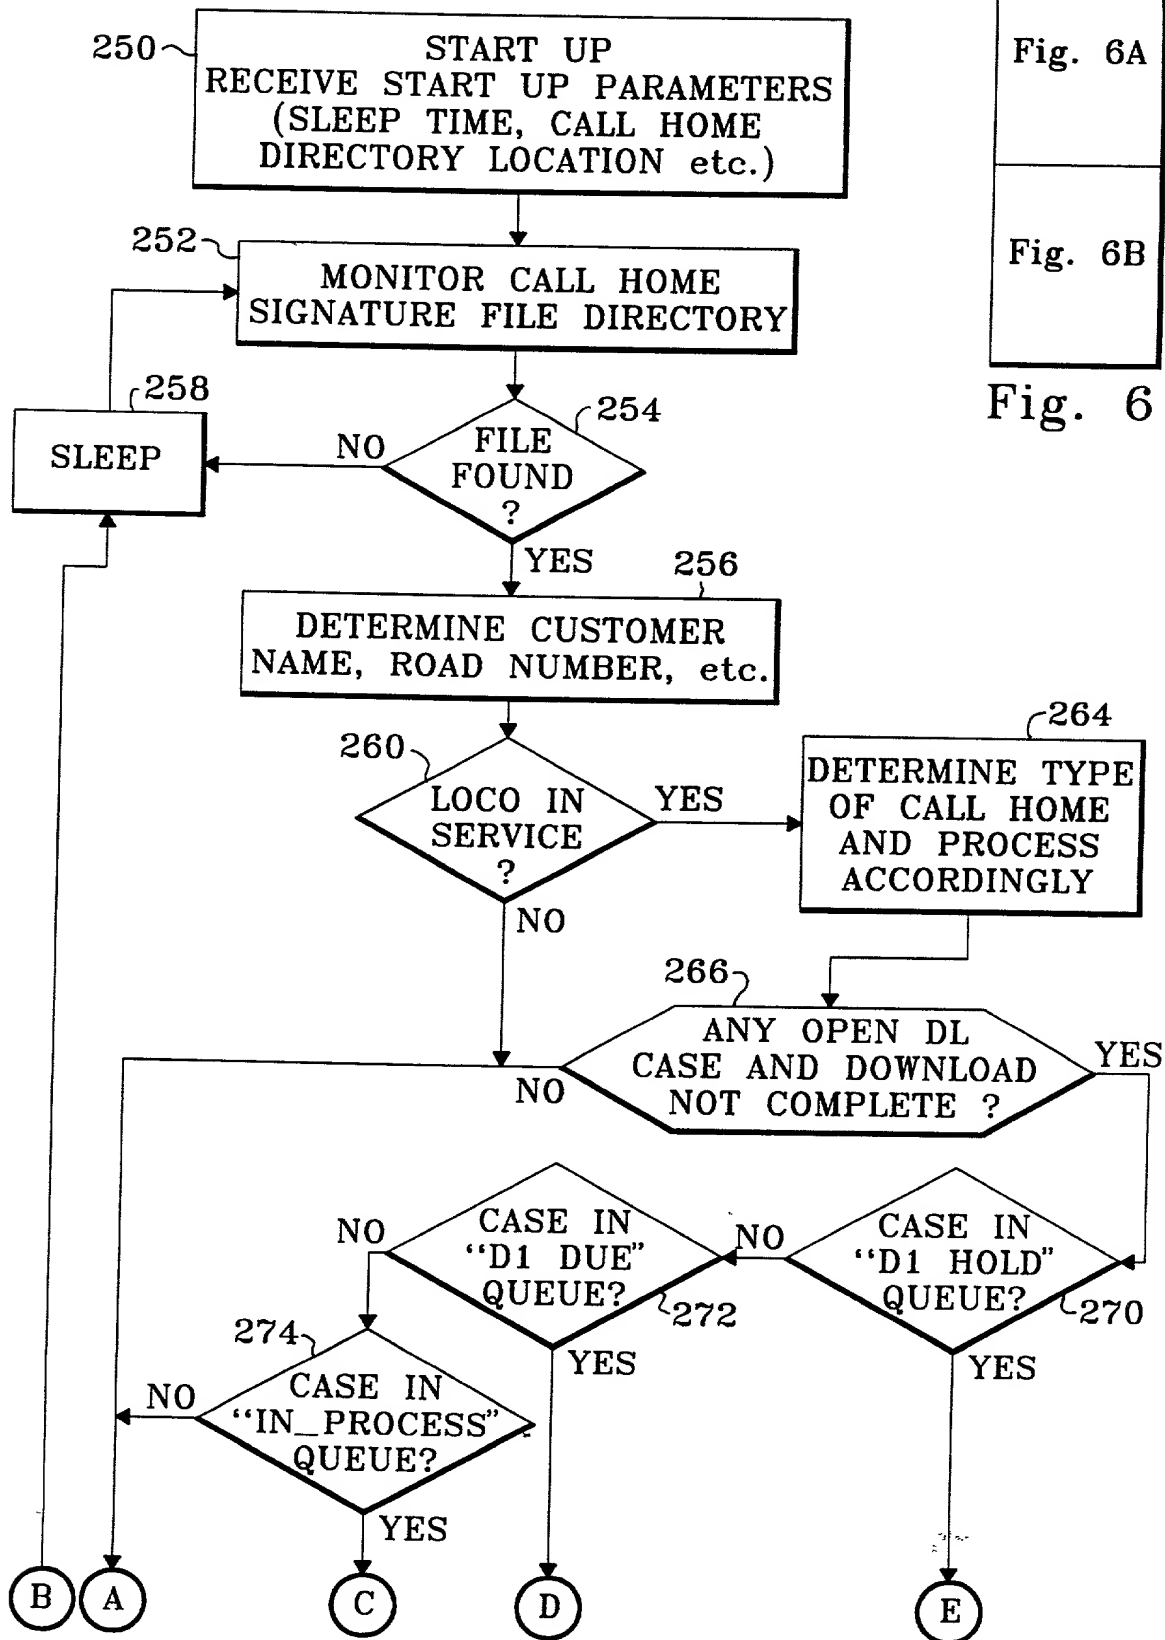 250
START UP
RECEIVE START UP PARAMETERS
(SLEEP TIME, CALL HOME
DIRECTORY LOCATION etc.)
Fig. 6A
Fig. 6B
Fig. 6
252
MONITOR CALL HOME
SIGNATURE FILE DIRECTORY
258
SLEEP
254
NO
FILE
FOUND
?
YES
256
DETERMINE CUSTOMER
NAME, ROAD NUMBER, etc.
260
LOCO IN
SERVICE
?
YES
NO
264
DETERMINE TYPE
OF CALL HOME
AND PROCESS
ACCORDINGLY
266
ANY OPEN DL
CASE AND DOWNLOAD
NOT COMPLETE ?
YES
NO
CASE IN
“D1 HOLD”
QUEUE?
270
NO
YES
CASE IN
“D1 DUE”
QUEUE?
272
NO
YES
274
CASE IN
“IN_PROCESS”
QUEUE?
NO
YES
B
A
C
D
E